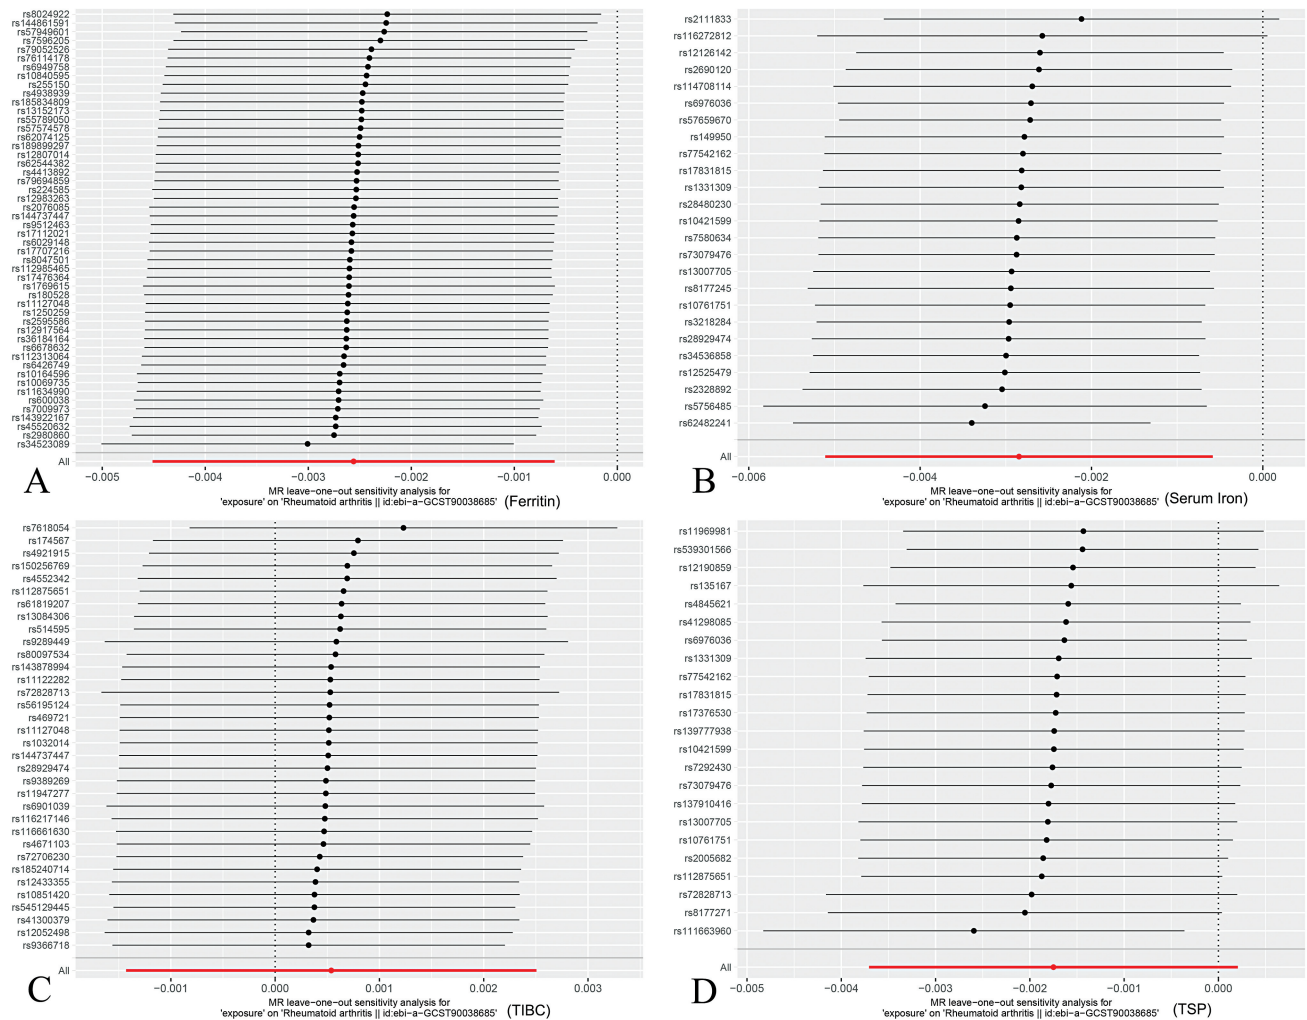 rs8024922
rs144861591
rs57949601
rs7596205
rs79052526
rs76114178
rs6949758
rs10840595
rs255150
rs4938939
rs185834809
rs13152173
rs55789050
rs57574578
rs62074125
rs189899297
rs12807014
rs62544382
rs4413892
rs79694859
rs224585
rs12983263
rs2076085
rs144737447
rs9512463
rs17112021
rs6029148
rs17707216
rs8047501
rs112985465
rs17476364
rs1769615
rs180528
rs11127048
rs1250259
rs2595586
rs12917564
rs36184164
rs6678632
rs112313064
rs6426749
rs10164596
rs10069735
rs11634990
rs600038
rs7009973
rs143922167
rs45520632
rs2980860
rs34523089
All
A
−0.005 −0.004 −0.003 −0.002 −0.001 0.000
MR leave−one−out sensitivity analysis for
'exposure' on 'Rheumatoid arthritis || id:ebi−a−GCST90038685' (Ferritin)
rs2111833
rs116272812
rs12126142
rs2690120
rs114708114
rs6976036
rs57659670
rs149950
rs77542162
rs17831815
rs1331309
rs28480230
rs10421599
rs7580634
rs73079476
rs13007705
rs8177245
rs10761751
rs3218284
rs28929474
rs34536858
rs12525479
rs2328892
rs5756485
rs62482241
All
B
−0.006 −0.004 −0.002 0.000
MR leave−one−out sensitivity analysis for
'exposure' on 'Rheumatoid arthritis || id:ebi−a−GCST90038685' (Serum Iron)
rs7618054
rs174567
rs4921915
rs150256769
rs4552342
rs112875651
rs61819207
rs13084306
rs514595
rs9289449
rs80097534
rs143878994
rs11122282
rs72828713
rs56195124
rs469721
rs11127048
rs1032014
rs144737447
rs28929474
rs9389269
rs11947277
rs6901039
rs116217146
rs116661630
rs4671103
rs72706230
rs185240714
rs12433355
rs10851420
rs545129445
rs41300379
rs12052498
rs9366718
All
C
−0.001 0.000 0.001 0.002 0.003
MR leave−one−out sensitivity analysis for
'exposure' on 'Rheumatoid arthritis || id:ebi−a−GCST90038685' (TIBC)
rs11969981
rs539301566
rs12190859
rs135167
rs4845621
rs41298085
rs6976036
rs1331309
rs77542162
rs17831815
rs17376530
rs139777938
rs10421599
rs7292430
rs73079476
rs137910416
rs13007705
rs10761751
rs2005682
rs112875651
rs72828713
rs8177271
rs111663960
All
D
−0.005 −0.004 −0.003 −0.002 −0.001 0.000
MR leave−one−out sensitivity analysis for
'exposure' on 'Rheumatoid arthritis || id:ebi−a−GCST90038685' (TSP)